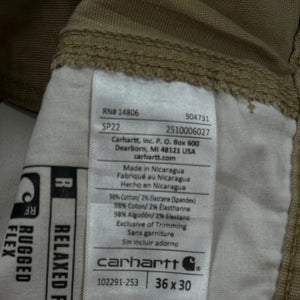 RN# 14806 904731
SP22 2510006027
Carhartt, Inc. P.O. Box 600
Dearborn, MI 48121 USA
carhartt.com
Made in Nicaragua
Fabriqué au Nicaragua
Hecho en Nicaragua
98% Cotton/ 2% Elastane (Spandex)
98% Coton/ 2% Élasthanne
98% Algodón/ 2% Elastano
Exclusive of Trimming
Sans garniture
Sin incluir adorno
carhartt
102291-253 36 x 30
R RELAXED F
RF RUGGED
FLEX